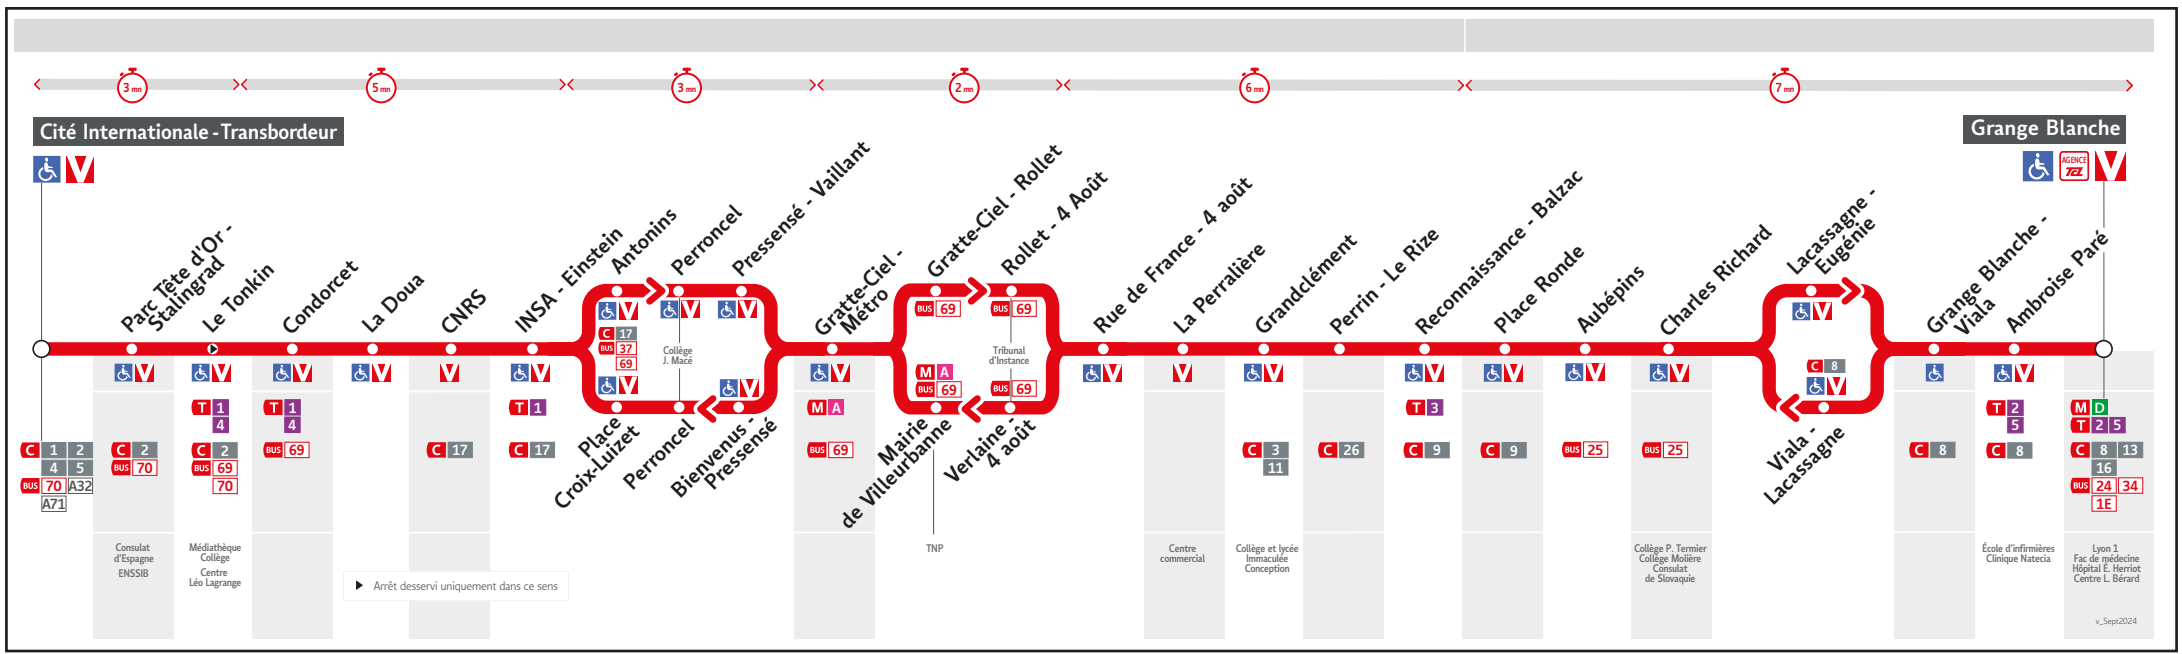 3 mn
5 mn
3 mn
2 mn
6 mn
7 mn
Cité Internationale - Transbordeur
Grange Blanche
AGENCE
TCL
Parc Tête d'Or -
Stalingrad
Le Tonkin
Condorcet
La Doua
CNRS
INSA - Einstein
Antonins
Perroncel
Pressensé - Vaillant
Gratte-Ciel -
Métro
Gratte-Ciel - Rollet
Rollet - 4 Août
Rue de France - 4 août
La Perralière
Grandclément
Perrin - Le Rize
Reconnaissance - Balzac
Place Ronde
Aubépins
Charles Richard
Lacassagne -
Eugénie
Grange Blanche -
Viala
Ambroise Paré
Place
Croix-Luizet
Perroncel
Bienvenus -
Pressensé
Mairie
de Villeurbanne
Verlaine -
4 août
Viala -
Lacassagne
C 1 2
4 5
BUS 70 A32
A71
C 2
BUS 70
T 1
4
C 2
BUS 69
70
T 1
4
BUS 69
C 17
T 1
C 17
C 17
BUS 37
69
Collège
J. Macé
M A
BUS 69
BUS 69
BUS 69
M A
BUS 69
Tribunal
d'Instance
BUS 69
C 3
11
C 26
T 3
C 9
C 9
BUS 25
BUS 25
C 8
C 8
T 2
5
C 8
M D
T 2 5
C 8 13
16
BUS 24 34
1E
Consulat
d'Espagne
ENSSIB
Médiathèque
Collège
Centre
Léo Lagrange
Arrêt desservi uniquement dans ce sens
TNP
Centre
commercial
Collège et lycée
Immaculée
Conception
Collège P. Termier
Collège Molière
Consulat
de Slovaquie
École d'infirmières
Clinique Natecia
Lyon 1
Fac de médecine
Hôpital É. Herriot
Centre L. Bérard
v_Sept2024